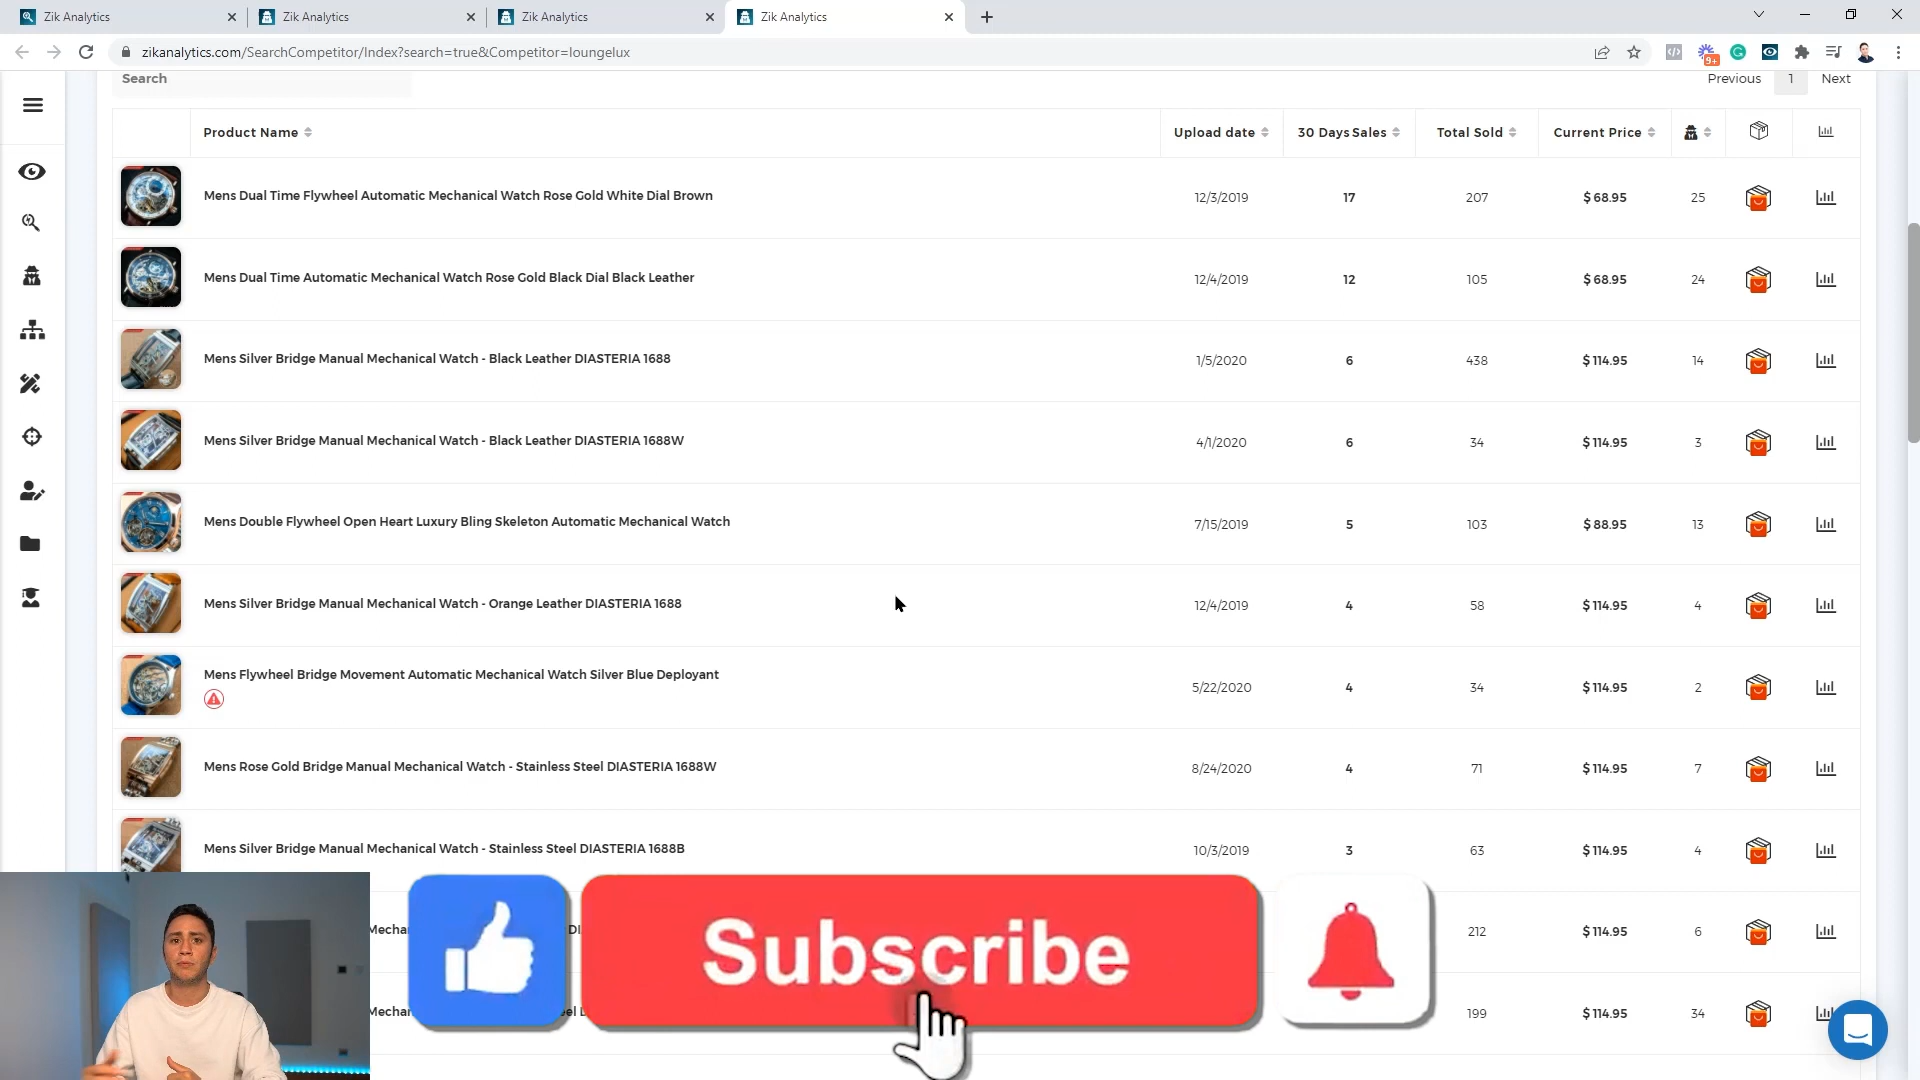 Zik Analytics
Zik Analytics
Zik Analytics
Zik Analytics
zikanalytics.com/SearchCompetitor/Index?search=true&Competitor=loungelux
9+
Search
Previous 1 Next
Product Name Upload date 30 Days Sales Total Sold Current Price
Mens Dual Time Flywheel Automatic Mechanical Watch Rose Gold White Dial Brown 12/3/2019 17 207 $ 68.95 25
Mens Dual Time Automatic Mechanical Watch Rose Gold Black Dial Black Leather 12/4/2019 12 105 $ 68.95 24
Mens Silver Bridge Manual Mechanical Watch - Black Leather DIASTERIA 1688 1/5/2020 6 438 $ 114.95 14
Mens Silver Bridge Manual Mechanical Watch - Black Leather DIASTERIA 1688W 4/1/2020 6 34 $ 114.95 3
Mens Double Flywheel Open Heart Luxury Bling Skeleton Automatic Mechanical Watch 7/15/2019 5 103 $ 88.95 13
Mens Silver Bridge Manual Mechanical Watch - Orange Leather DIASTERIA 1688 12/4/2019 4 58 $ 114.95 4
Mens Flywheel Bridge Movement Automatic Mechanical Watch Silver Blue Deployant 5/22/2020 4 34 $ 114.95 2
Mens Rose Gold Bridge Manual Mechanical Watch - Stainless Steel DIASTERIA 1688W 8/24/2020 4 71 $ 114.95 7
Mens Silver Bridge Manual Mechanical Watch - Stainless Steel DIASTERIA 1688B 10/3/2019 3 63 $ 114.95 4
212 $ 114.95 6
Subscribe
199 $ 114.95 34